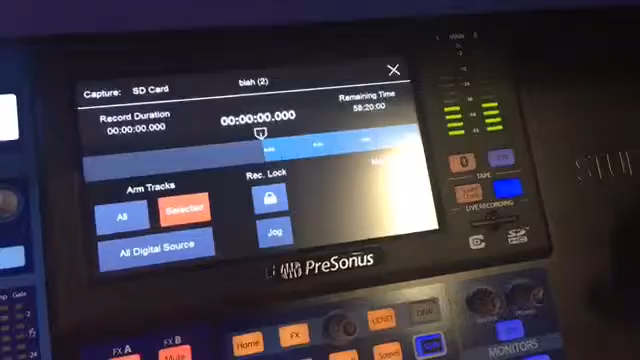 Capture: SD Card
blah (2)
Record Duration
00:00:00.000
00:00:00.000
Remaining Time
58:20:00
Arm Tracks
Rec. Lock
All
Selected
Jog
All Digital Source
PreSonus
MAIN
TAPE
LIVE RECORDING
MONITORS
FX A
FX B
Mute
Home
FX
Gate